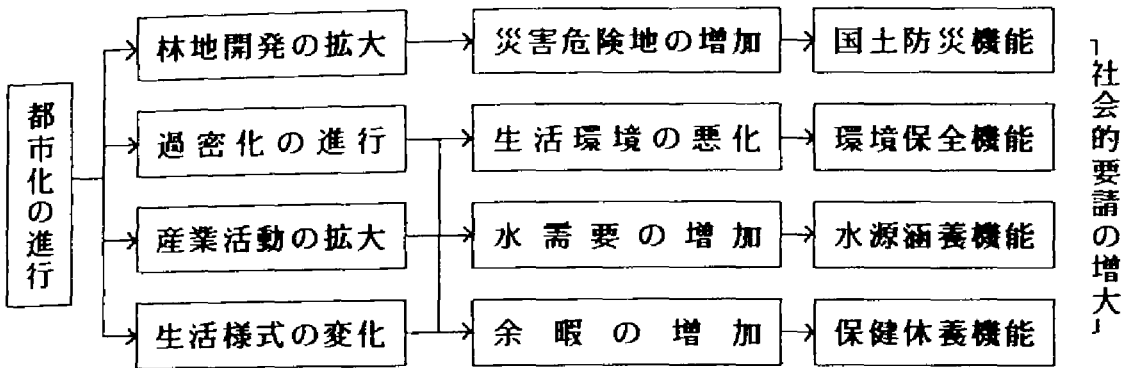 都市化の進行
林地開発の拡大
災害危険地の増加
国土防災機能
過密化の進行
生活環境の悪化
環境保全機能
産業活動の拡大
水需要の増加
水源涵養機能
生活様式の変化
余暇の増加
保健休養機能
「社会的要請の増大」